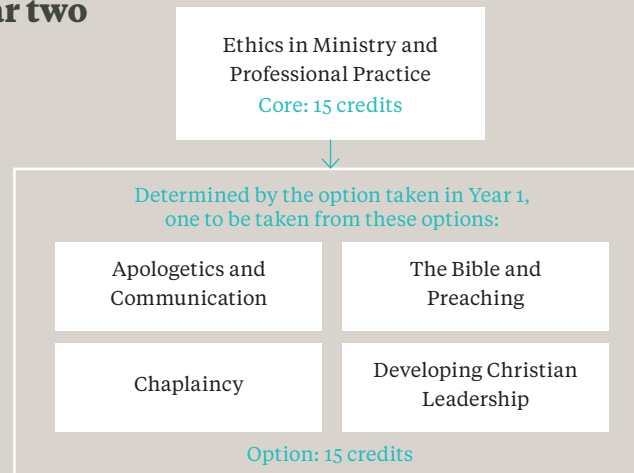 ar two
Ethics in Ministry and
Professional Practice
Core: 15 credits
Determined by the option taken in Year 1,
one to be taken from these options:
Apologetics and
Communication
The Bible and
Preaching
Chaplaincy
Developing Christian
Leadership
Option: 15 credits